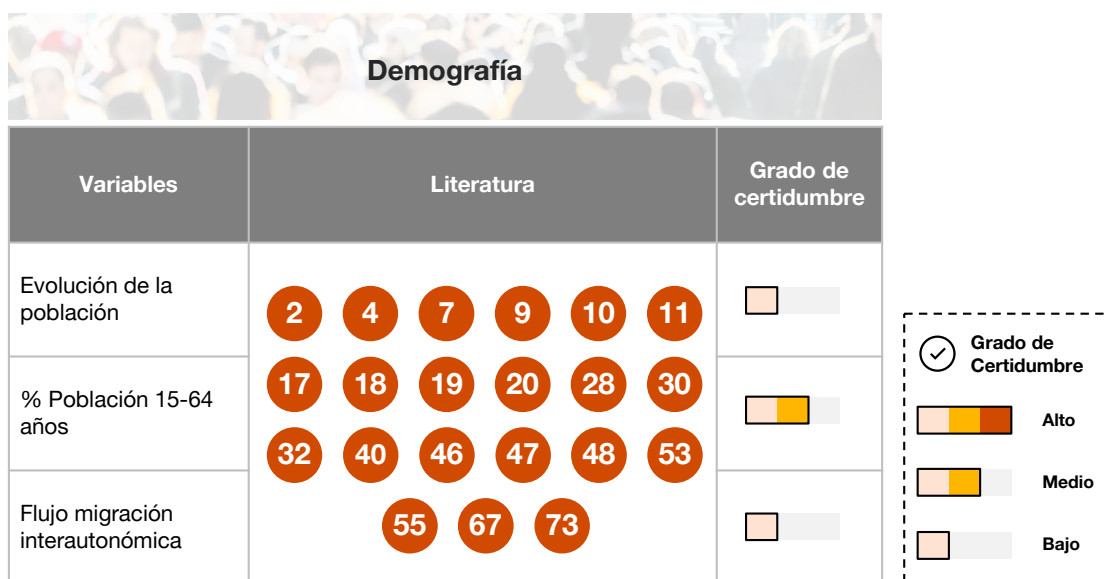 Demografía
Variables
Literatura
Grado de
certidumbre
Evolución de la
población
2 4 7 9 10 11
17 18 19 20 28 30
% Población 15-64
años
32 40 46 47 48 53
Flujo migración
interautonómica
55 67 73
Grado de
Certidumbre
Alto
Medio
Bajo